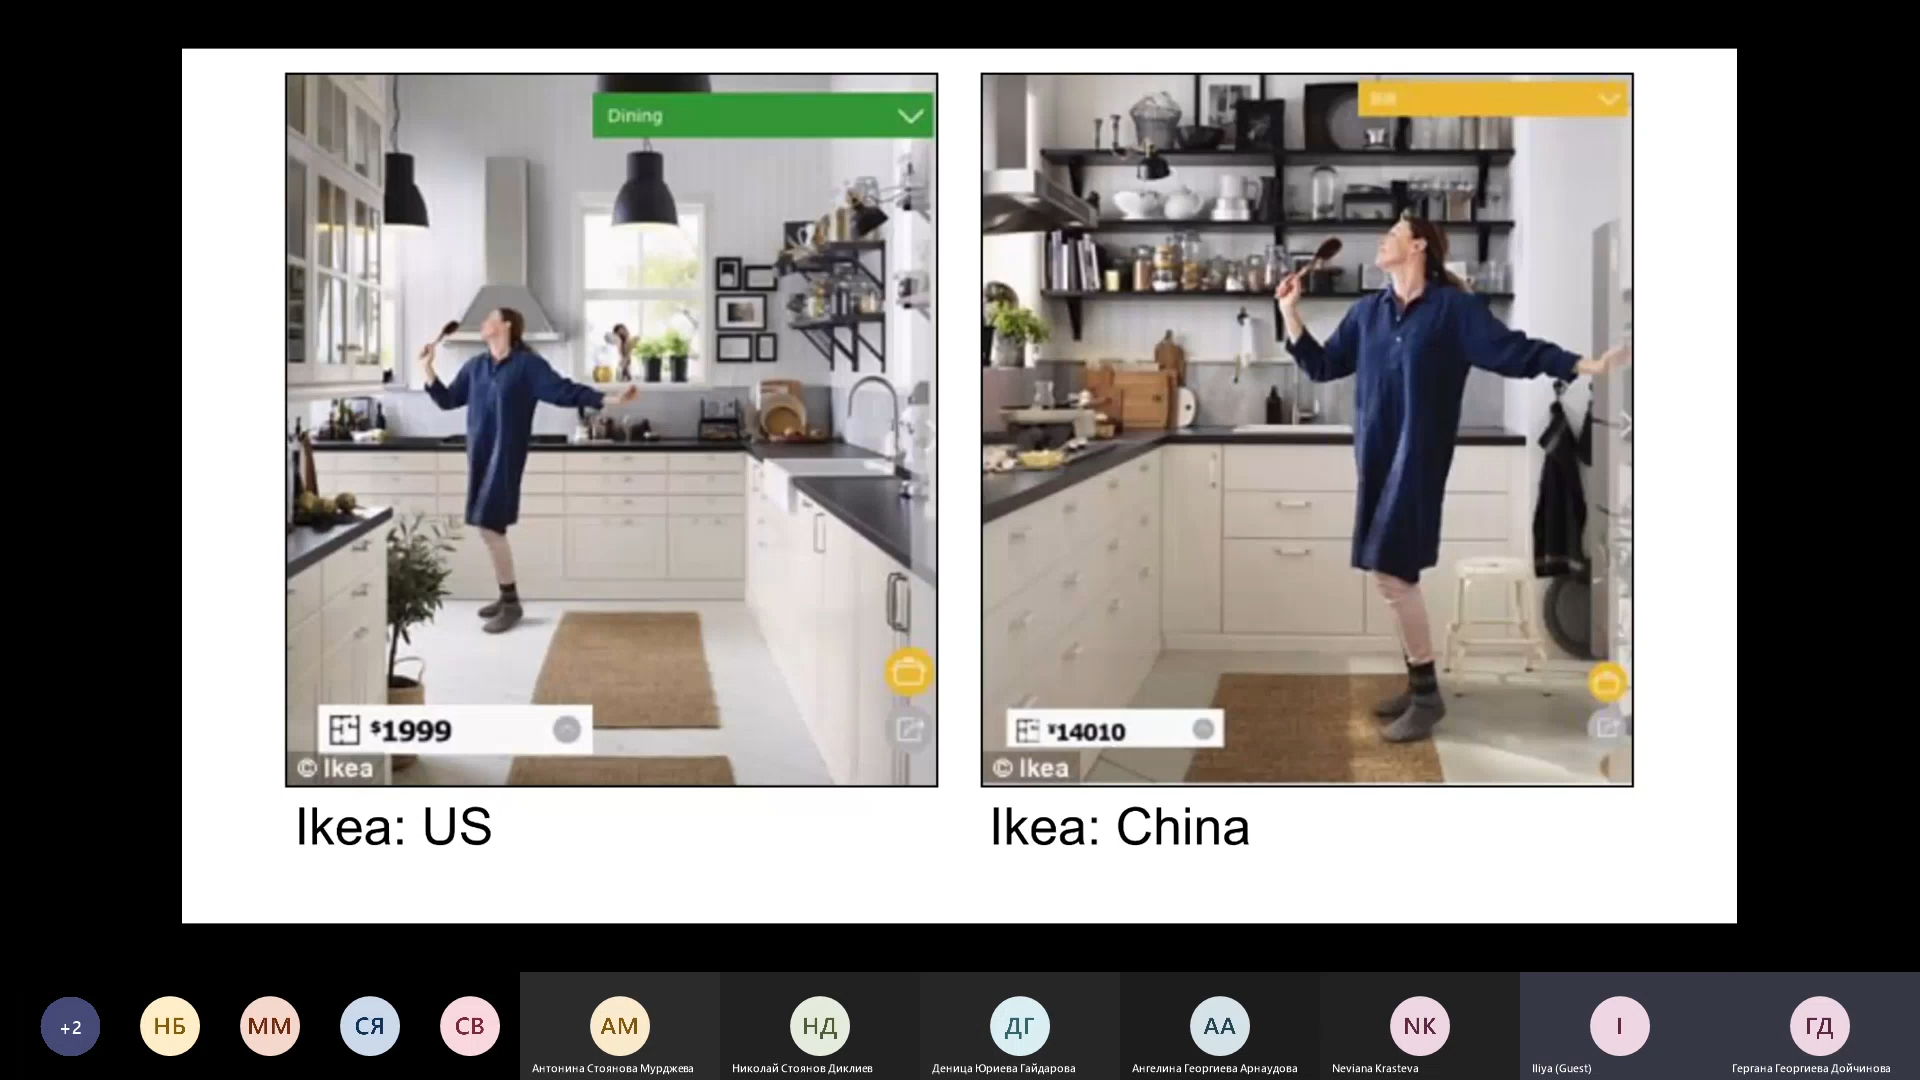 Dining
$1999
© Ikea
¥14010
© Ikea
Ikea: US
Ikea: China
+2
НБ
ММ
СЯ
СВ
АМ
НД
ДГ
АА
NK
I
ГД
Антонина Стоянова Мурджева
Николай Стоянов Диклиев
Деница Юриева Гайдарова
Ангелина Георгиева Арнаудова
Neviana Krasteva
Iliya (Guest)
Гергана Георгиева Дойчинова